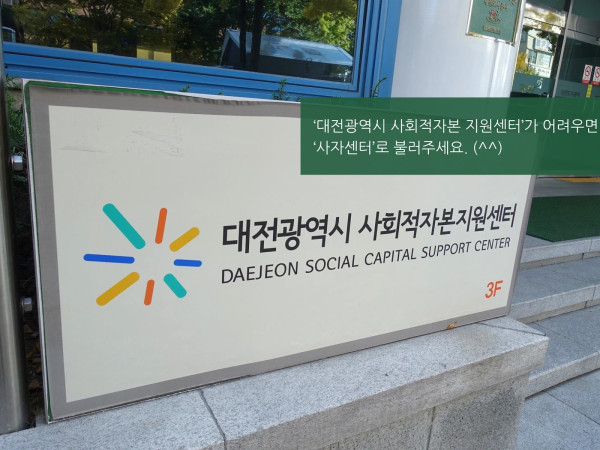 '대전광역시 사회적자본 지원센터'가 어려우면
'사자센터'로 불러주세요. (^^)
대전광역시 사회적자본지원센터
DAEJEON SOCIAL CAPITAL SUPPORT CENTER
3F